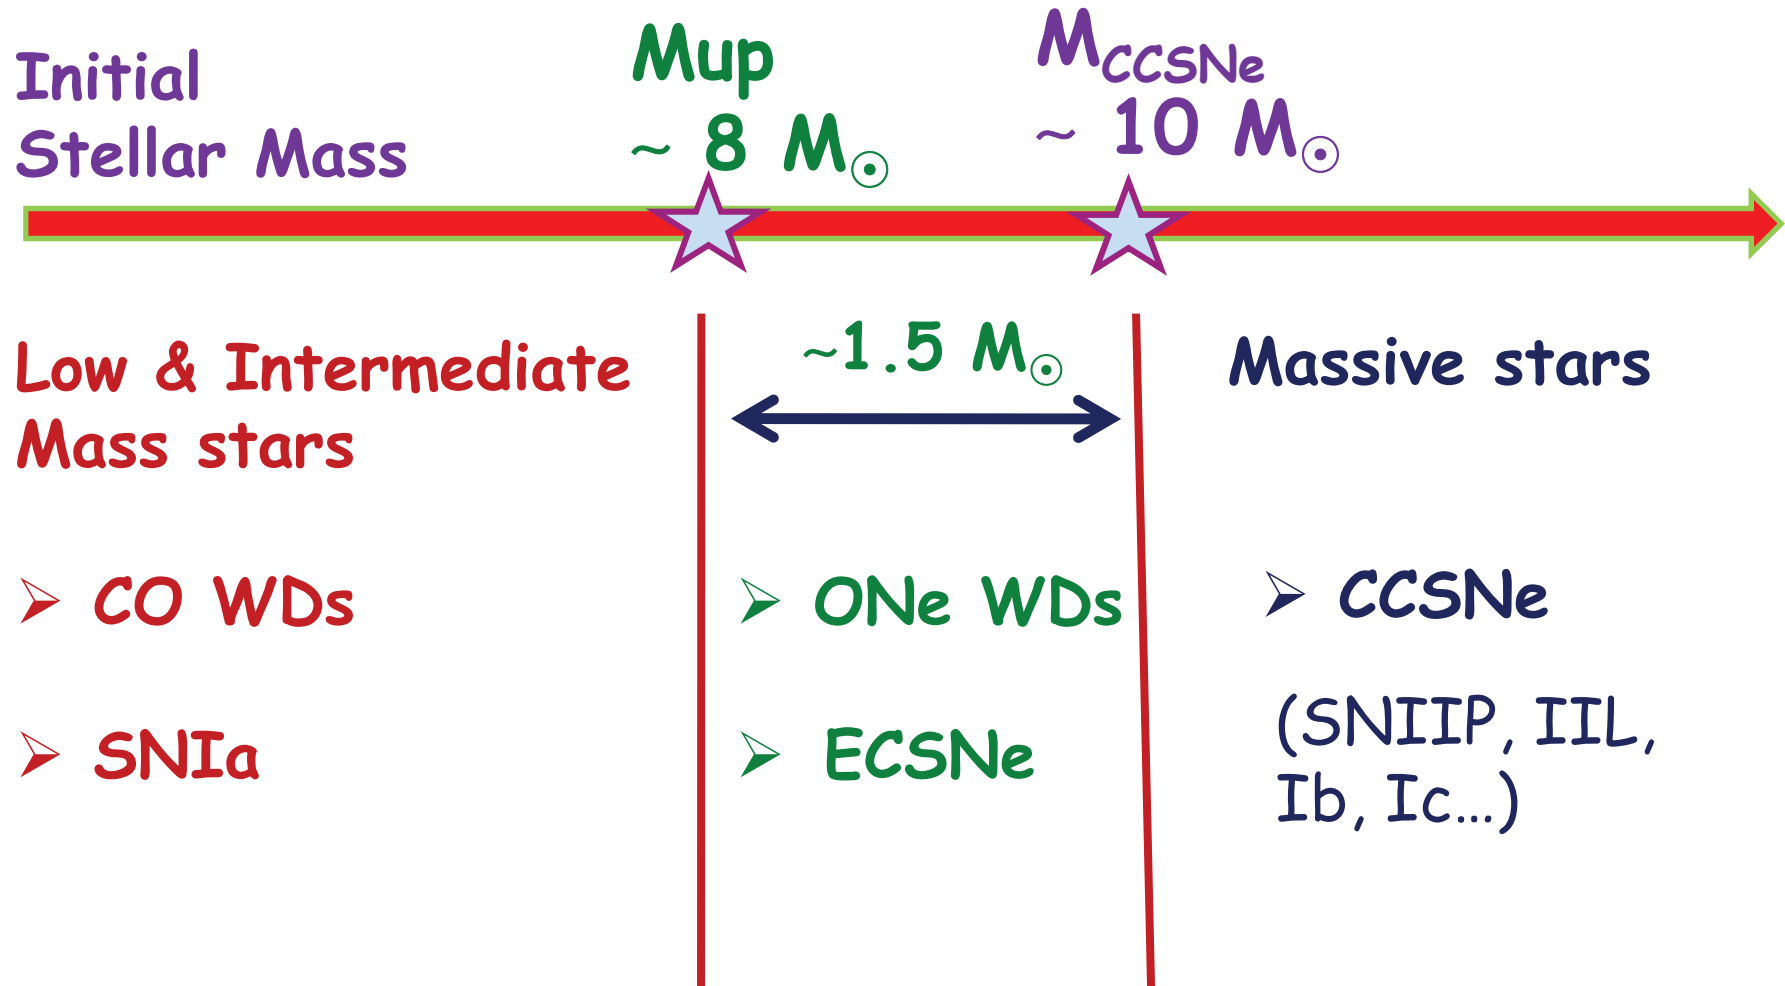 Initial
Stellar Mass
Mup
~ 8 M☉
MCCSNe
~ 10 M☉
Low & Intermediate
Mass stars
➢ CO WDs
➢ SNIa
~1.5 M☉
➢ ONe WDs
➢ ECSNe
Massive stars
➢ CCSNe
(SNIIP, IIL,
Ib, Ic...)